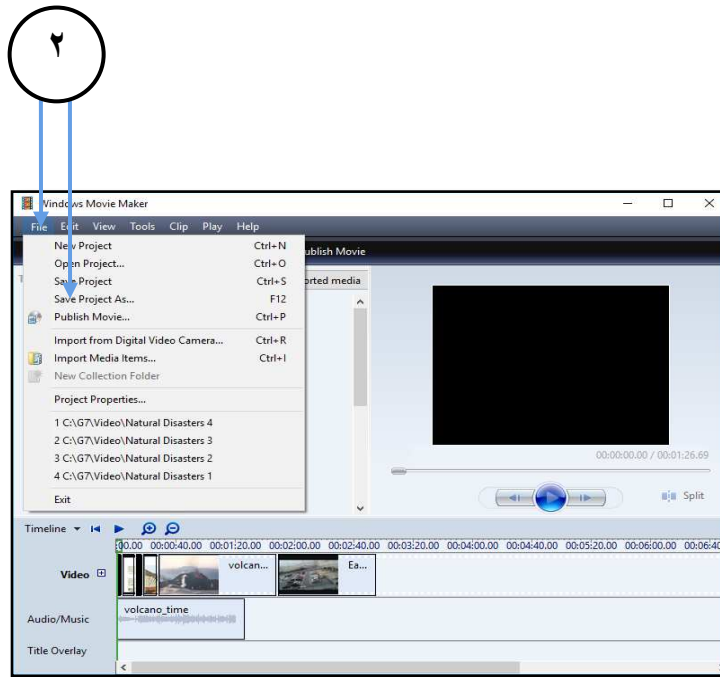 ٢
Windows Movie Maker
File Edit View Tools Clip Play Help
ublish Movie
New Project Ctrl+N
Open Project... Ctrl+O
Save Project Ctrl+S
orted media
Save Project As... F12
Publish Movie... Ctrl+P
Import from Digital Video Camera... Ctrl+R
Import Media Items... Ctrl+I
New Collection Folder
Project Properties...
1 C:\G7\Video\Natural Disasters 4
2 C:\G7\Video\Natural Disasters 3
3 C:\G7\Video\Natural Disasters 2
4 C:\G7\Video\Natural Disasters 1
Exit
00:00:00.00 / 00:01:26.69
Split
Timeline
00.00 00:00:40.00 00:01:20.00 00:02:00.00 00:02:40.00 00:03:20.00 00:04:00.00 00:04:40.00 00:05:20.00 00:06:00.00 00:06:40
Video
volcan... Ea...
Audio/Music
volcano_time
Title Overlay